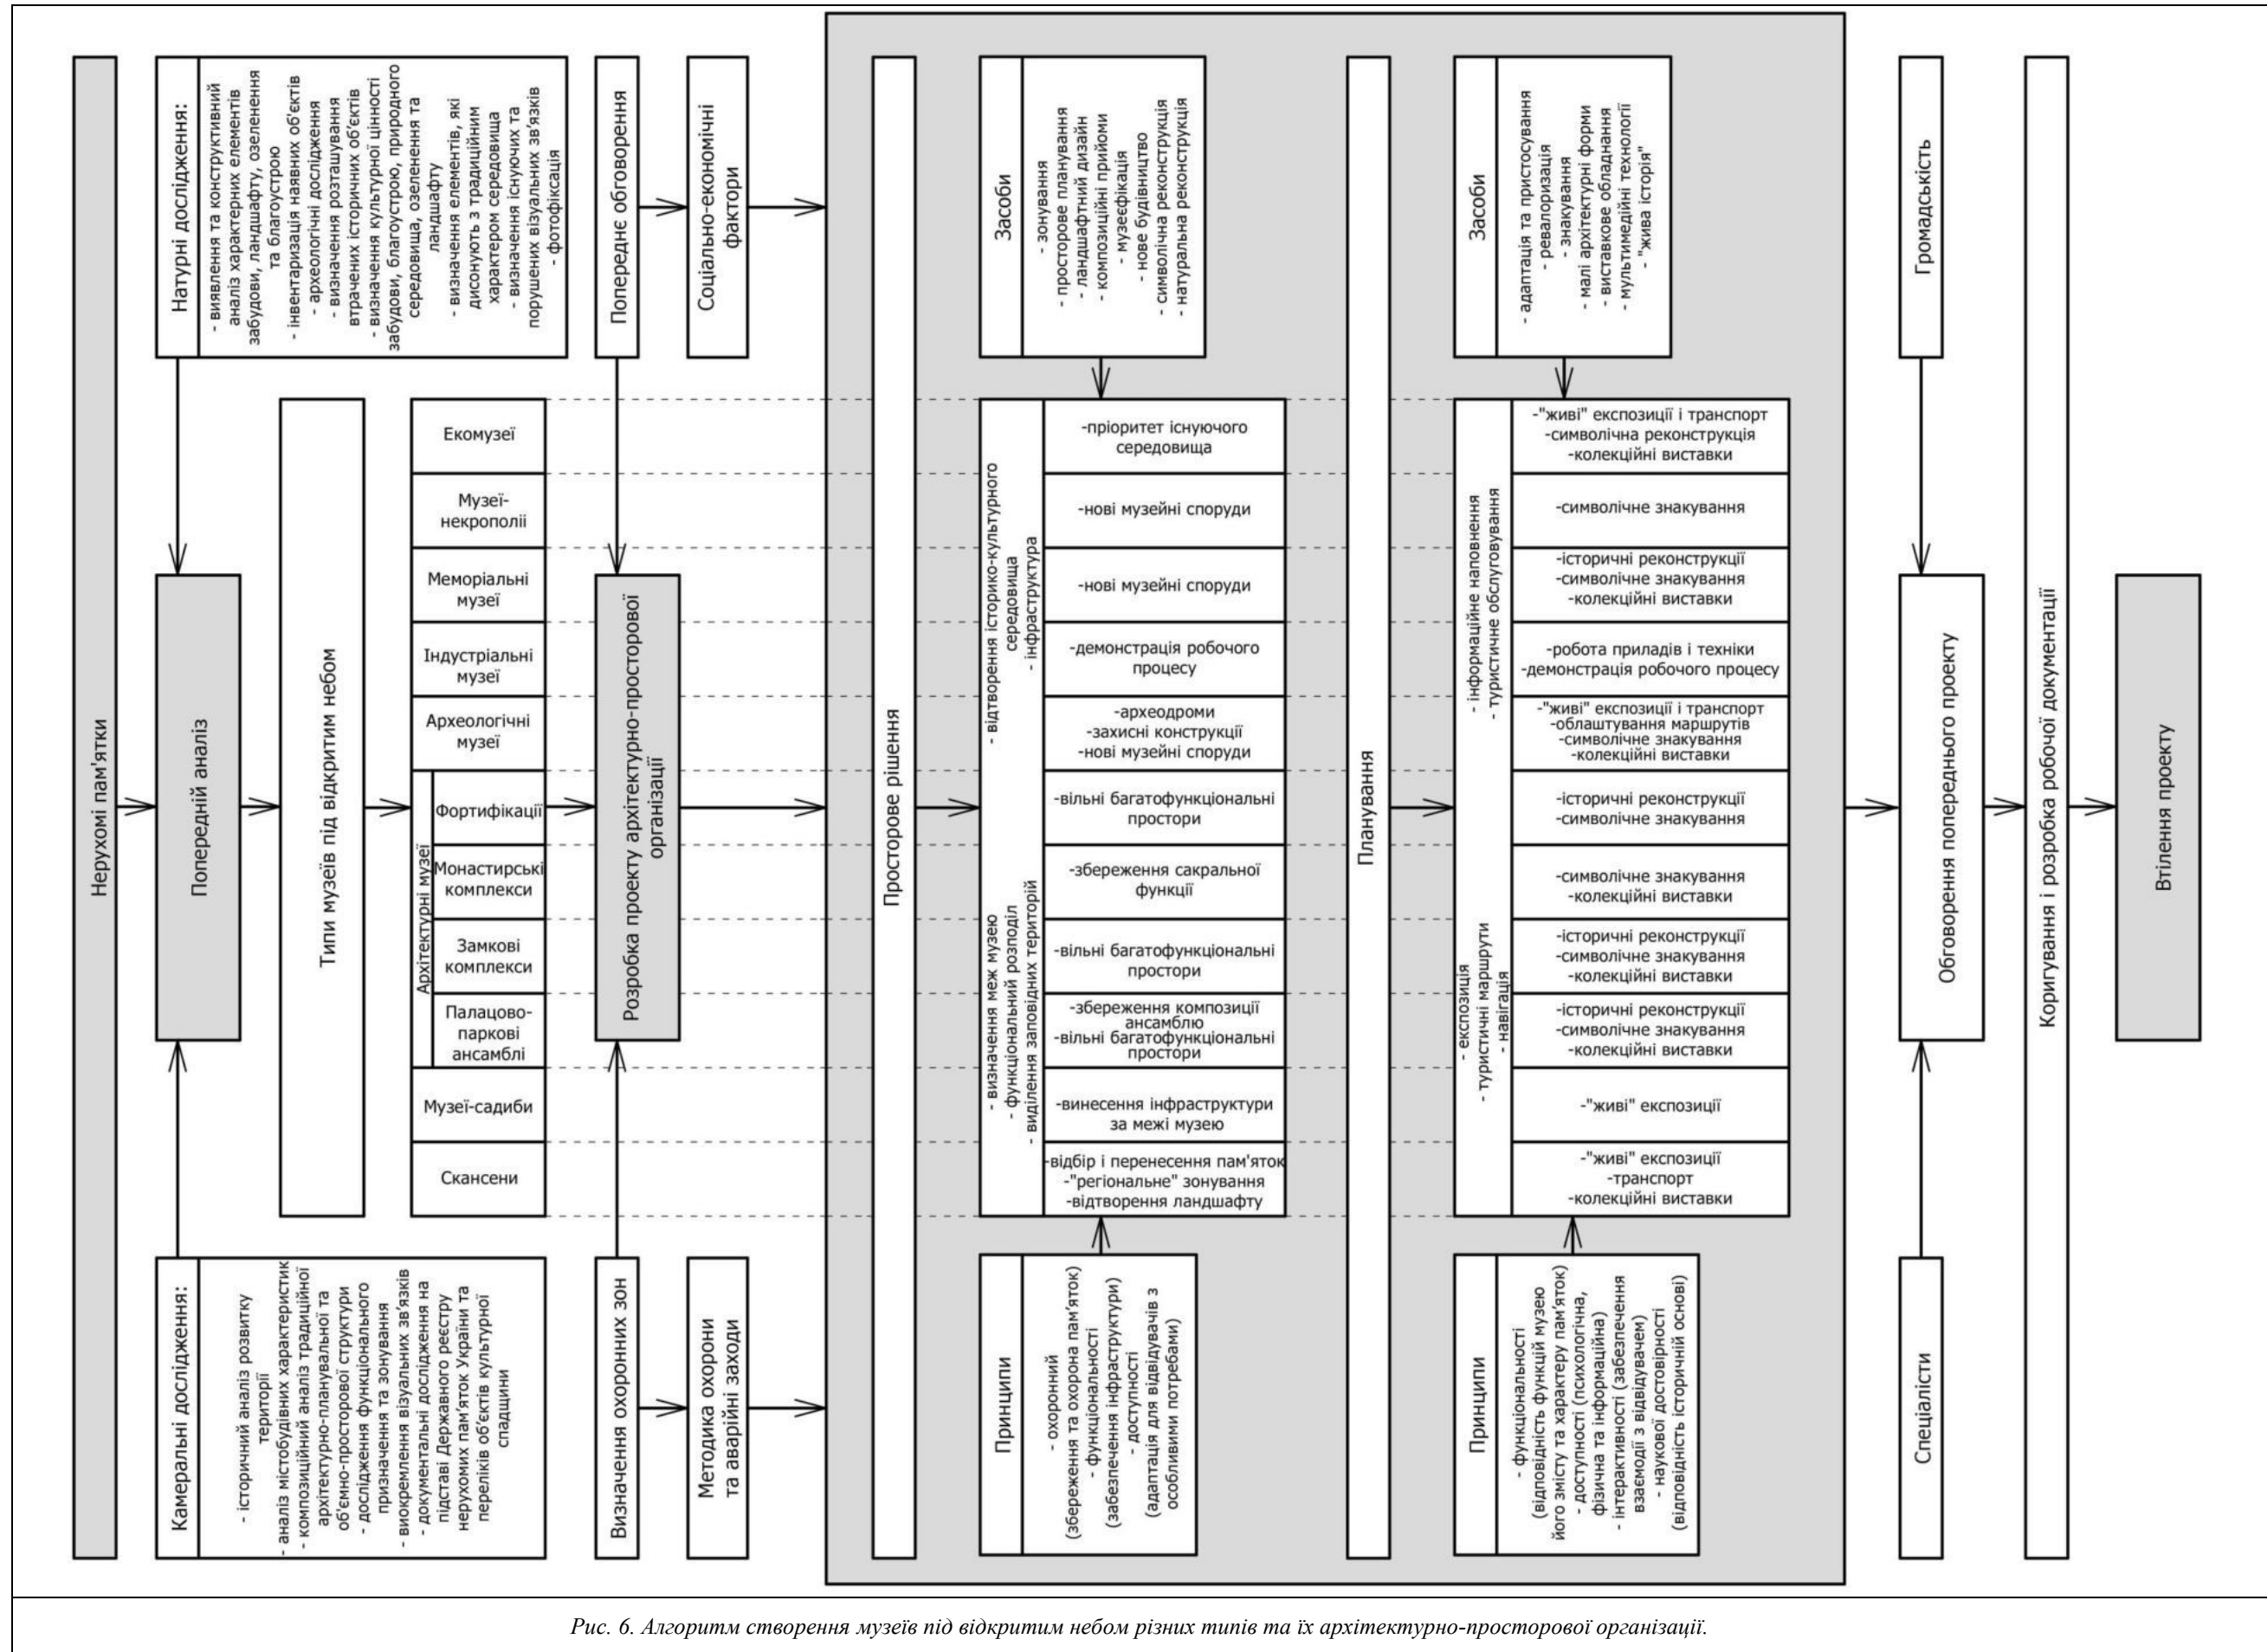 Нерухомі пам'ятки
Натурні дослідження:
- виявлення та конструктивний
аналіз характерних елементів
забудови, ландшафту, озеленення
та благоустрою
- інвентаризація наявних об'єктів
- археологічні дослідження
- визначення розташування
втрачених історичних об'єктів
- визначення культурної цінності
забудови, благоустрою, природного
середовища, озеленення та
ландшафту
- визначення елементів, які
дисонують з традиційним
характером середовища
- визначення існуючих та
порушених візуальних зв'язків
- фотофіксація
Попередній аналіз
Камеральні дослідження:
- історичний аналіз розвитку
території
- аналіз містобудівних характеристик
- композиційний аналіз традиційної
архітектурно-планувальної та
об'ємно-просторової структури
- дослідження функціонального
призначення та зонування
- виокремлення візуальних зв'язків
- документальні дослідження на
підставі Державного реєстру
нерухомих пам'яток України та
переліків об'єктів культурної
спадщини
Типи музеїв під відкритим небом
Екомузеї
Музеї-
некрополії
Меморіальні
музеї
Індустріальні
музеї
Археологічні
музеї
Архітектурні музеї
Фортифікації
Монастирські
комплекси
Замкові
комплекси
Палацово-
паркові
ансамблі
Музеї-садиби
Скансени
Попереднє обговорення
Соціально-економічні
фактори
Розробка проекту архітектурно-просторової
організації
Визначення охоронних зон
Методика охорони
та аварійні заходи
Просторове рішення
Засоби
- зонування
- просторове планування
- ландшафтний дизайн
- композиційні прийоми
- музеєфікація
- нове будівництво
- символічна реконструкція
- натуральна реконструкція
- відтворення історико-культурного
середовища
- інфраструктура
- визначення меж музею
- функціональний розподіл
- виділення заповідних територій
-пріоритет існуючого
середовища
-нові музейні споруди
-нові музейні споруди
-демонстрація робочого
процесу
-археодроми
-захисні конструкції
-нові музейні споруди
-вільні багатофункціональні
простори
-збереження сакральної
функції
-вільні багатофункціональні
простори
-збереження композиції
ансамблю
-вільні багатофункціональні
простори
-винесення інфраструктури
за межі музею
-відбір і перенесення пам'яток
-"регіональне" зонування
-відтворення ландшафту
Принципи
- охоронний
(збереження та охорона пам'яток)
- функціональності
(забезпечення інфраструктури)
- доступності
(адаптація для відвідувачів з
особливими потребами)
Планування
Засоби
- адаптація та пристосування
- ревалоризація
- знакування
- малі архітектурні форми
- виставкове обладнання
- мультимедійні технології
- "жива історія"
- інформаційне наповнення
- туристичне обслуговування
- експозиція
- туристичні маршрути
- навігація
-"живі" експозиції і транспорт
-символічна реконструкція
-колекційні виставки
-символічне знакування
-історичні реконструкції
-символічне знакування
-колекційні виставки
-робота приладів і техніки
-демонстрація робочого процесу
-"живі" експозиції і транспорт
-облаштування маршрутів
-символічне знакування
-колекційні виставки
-історичні реконструкції
-символічне знакування
-символічне знакування
-колекційні виставки
-історичні реконструкції
-символічне знакування
-колекційні виставки
-історичні реконструкції
-символічне знакування
-колекційні виставки
-"живі" експозиції
-"живі" експозиції
-транспорт
-колекційні виставки
Принципи
- функціональності
(відповідність функцій музею
його змісту та характеру пам'яток)
- доступності (психологічна,
фізична та інформаційна)
- інтерактивності (забезпечення
взаємодії з відвідувачем)
- наукової достовірності
(відповідність історичній основі)
Громадськість
Обговорення попереднього проекту
Спеціалісти
Коригування і розробка робочої документації
Втілення проекту
Рис. 6. Алгоритм створення музеїв під відкритим небом різних типів та їх архітектурно-просторової організації.